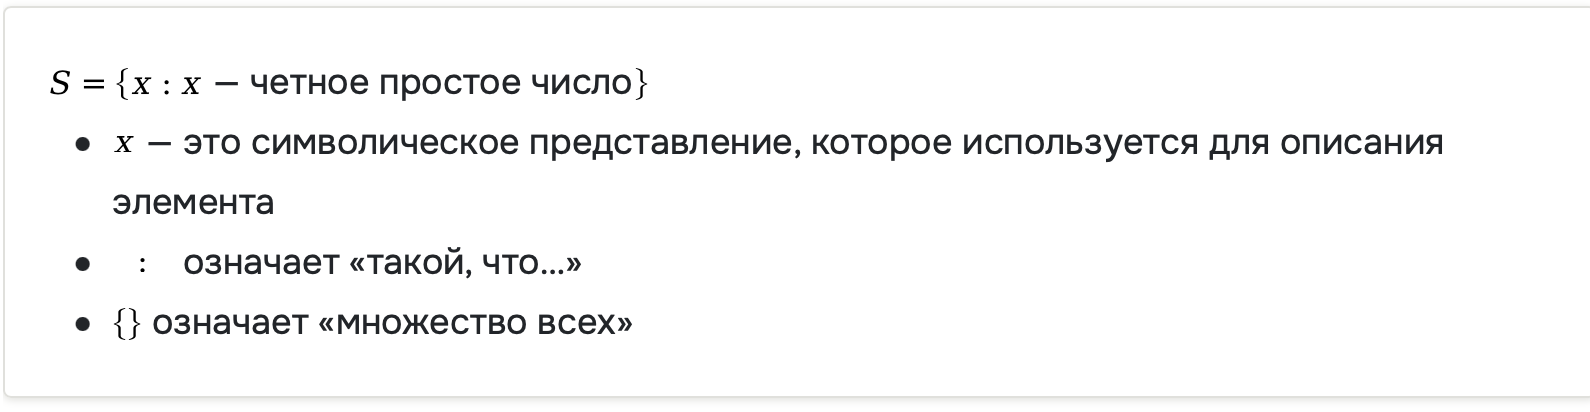 S = {x : x — четное простое число}
• x — это символическое представление, которое используется для описания
элемента
• : означает «такой, что...»
• {} означает «множество всех»